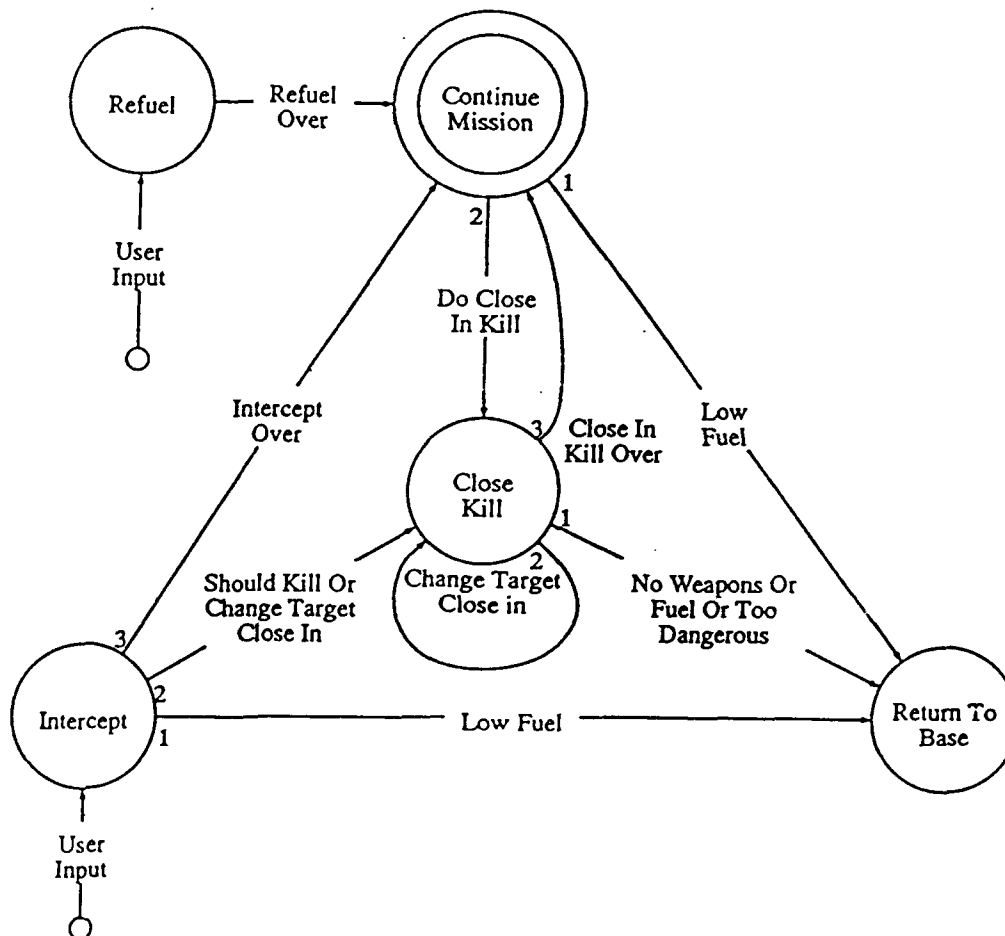 Refuel
Refuel
Over
Continue
Mission
1
2
User
Input
Do Close
In Kill
Intercept
Over
Low
Fuel
3
Close In
Kill Over
Close
Kill
1
2
Should Kill Or
Change Target
Close In
Change Target
Close in
No Weapons Or
Fuel Or Too
Dangerous
3
2
1
Intercept
Low Fuel
Return To
Base
User
Input